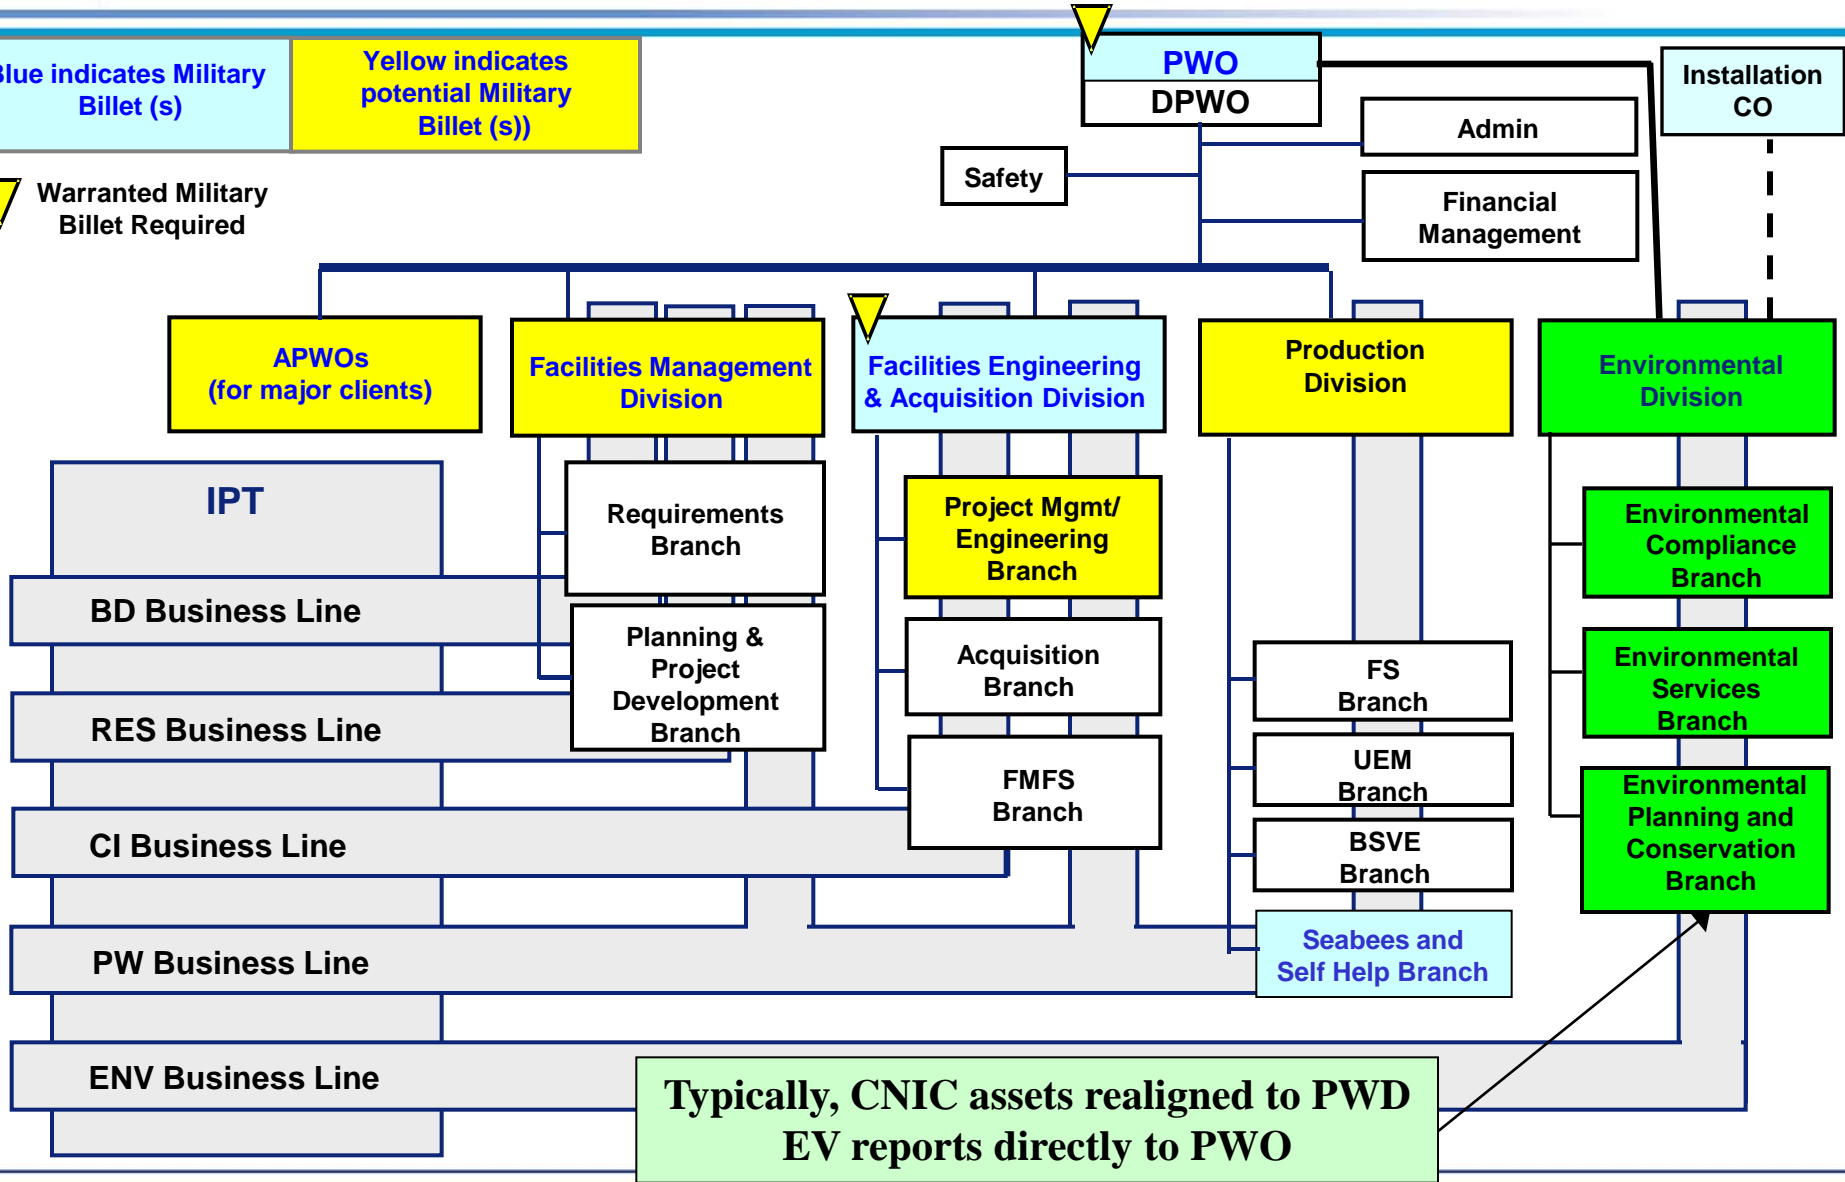 Blue indicates Military
Billet (s)
Yellow indicates
potential Military
Billet (s))
Warranted Military
Billet Required
PWO
DPWO
Installation
CO
Admin
Safety
Financial
Management
APWOs
(for major clients)
Facilities Management
Division
Facilities Engineering
& Acquisition Division
Production
Division
Environmental
Division
IPT
Requirements
Branch
Project Mgmt/
Engineering
Branch
Environmental
Compliance
Branch
BD Business Line
Planning &
Project
Development
Branch
Acquisition
Branch
FS
Branch
Environmental
Services
Branch
RES Business Line
UEM
Branch
FMFS
Branch
Environmental
Planning and
Conservation
Branch
CI Business Line
BSVE
Branch
PW Business Line
Seabees and
Self Help Branch
ENV Business Line
Typically, CNIC assets realigned to PWD
EV reports directly to PWO